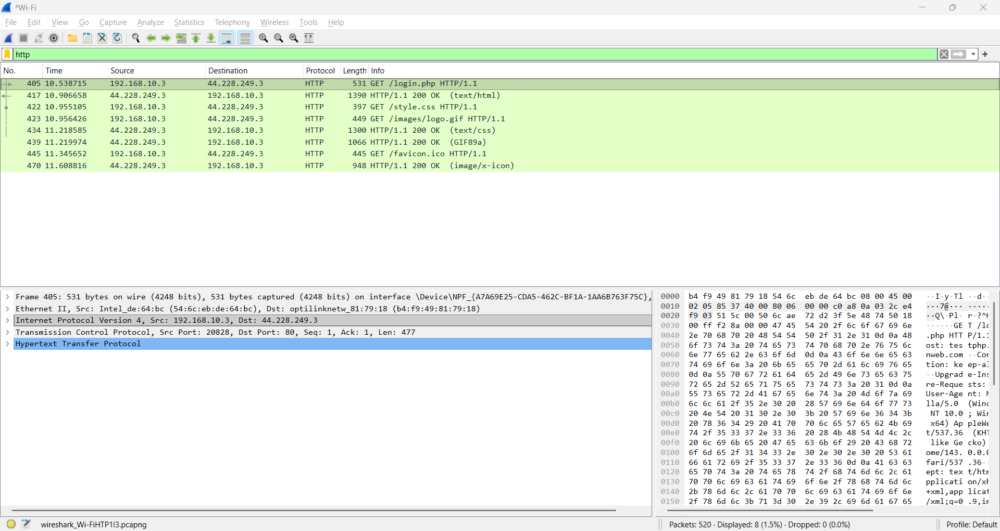 *Wi-Fi
File Edit View Go Capture Analyze Statistics Telephony Wireless Tools Help
http
No. Time Source Destination Protocol Length Info
405 10.538715 192.168.10.3 44.228.249.3 HTTP 531 GET /login.php HTTP/1.1
417 10.906658 44.228.249.3 192.168.10.3 HTTP 1390 HTTP/1.1 200 OK (text/html)
422 10.955105 192.168.10.3 44.228.249.3 HTTP 397 GET /style.css HTTP/1.1
423 10.956426 192.168.10.3 44.228.249.3 HTTP 449 GET /images/logo.gif HTTP/1.1
434 11.218585 44.228.249.3 192.168.10.3 HTTP 1300 HTTP/1.1 200 OK (text/css)
439 11.219974 44.228.249.3 192.168.10.3 HTTP 1066 HTTP/1.1 200 OK (GIF89a)
445 11.345652 192.168.10.3 44.228.249.3 HTTP 445 GET /favicon.ico HTTP/1.1
470 11.608816 44.228.249.3 192.168.10.3 HTTP 948 HTTP/1.1 200 OK (image/x-icon)
Frame 405: 531 bytes on wire (4248 bits), 531 bytes captured (4248 bits) on interface \Device\NPF_{A7A69E25-CDA5-462C-BF1A-1AA6B763F75C},
Ethernet II, Src: Intel_de:64:bc (54:6c:eb:de:64:bc), Dst: optilinknetw_81:79:18 (b4:f9:49:81:79:18)
Internet Protocol Version 4, Src: 192.168.10.3, Dst: 44.228.249.3
Transmission Control Protocol, Src Port: 20828, Dst Port: 80, Seq: 1, Ack: 1, Len: 477
Hypertext Transfer Protocol
0000 b4 f9 49 81 79 18 54 6c eb de 64 bc 08 00 45 00 ··I·y·Tl ··d·
0010 02 05 85 37 40 00 80 06 00 00 c0 a8 0a 03 2c e4 ···7@··· ·····
0020 f9 03 51 5c 00 50 6c ae 72 d2 3f 5e 48 74 50 18 ··Q\·Pl· r·?^H
0030 00 ff f2 8a 00 00 47 45 54 20 2f 6c 6f 67 69 6e ······GE T /lo
0040 2e 70 68 70 20 48 54 54 50 2f 31 2e 31 0d 0a 48 .php HTT P/1.1
0050 6f 73 74 3a 20 74 65 73 74 70 68 70 2e 76 75 6c ost: tes tphp.
0060 6e 77 65 62 2e 63 6f 6d 0d 0a 43 6f 6e 6e 65 63 nweb.com ··Con
0070 74 69 6f 6e 3a 20 6b 65 65 70 2d 61 6c 69 76 65 tion: ke ep-al
0080 0d 0a 55 70 67 72 61 64 65 2d 49 6e 73 65 63 75 ··Upgrad e-Ins
0090 72 65 2d 52 65 71 75 65 73 74 73 3a 20 31 0d 0a re-Reque sts:
00a0 55 73 65 72 2d 41 67 65 6e 74 3a 20 4d 6f 7a 69 User-Age nt: M
00b0 6c 6c 61 2f 35 2e 30 20 28 57 69 6e 64 6f 77 73 lla/5.0 (Wind
00c0 20 4e 54 20 31 30 2e 30 3b 20 57 69 6e 36 34 3b NT 10.0 ; Win
00d0 20 78 36 34 29 20 41 70 70 6c 65 57 65 62 4b 69 x64) Ap pleWe
00e0 74 2f 35 33 37 2e 33 36 20 28 4b 48 54 4d 4c 2c t/537.36 (KHT
00f0 20 6c 69 6b 65 20 47 65 63 6b 6f 29 20 43 68 72 like Ge cko)
0100 6f 6d 65 2f 31 34 33 2e 30 2e 30 2e 30 20 53 61 ome/143. 0.0.0
0110 66 61 72 69 2f 35 33 37 2e 33 36 0d 0a 41 63 63 fari/537 .36··
0120 65 70 74 3a 20 74 65 78 74 2f 68 74 6d 6c 2c 61 ept: tex t/htm
0130 70 70 6c 69 63 61 74 69 6f 6e 2f 78 68 74 6d 6c pplicati on/xh
0140 2b 78 6d 6c 2c 61 70 70 6c 69 63 61 74 69 6f 6e +xml,app licat
0150 2f 78 6d 6c 3b 71 3d 30 2e 39 2c 69 6d 61 67 65 /xml;q=0 .9,im
wireshark_Wi-FiHTP1I3.pcapng
Packets: 520 · Displayed: 8 (1.5%) · Dropped: 0 (0.0%)
Profile: Default